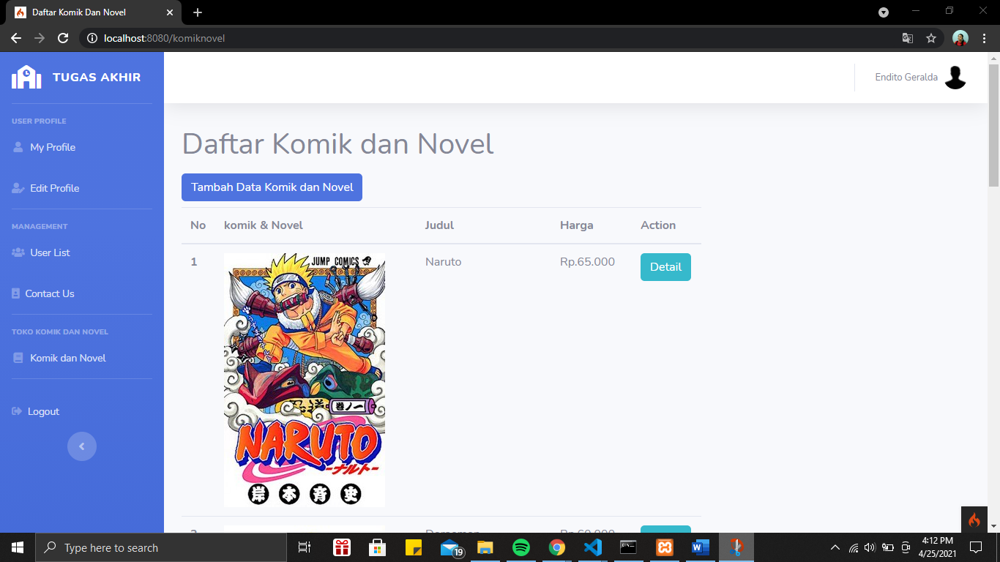 Daftar Komik Dan Novel
localhost:8080/komiknovel
TUGAS AKHIR
Endito Geralda
USER PROFILE
My Profile
Edit Profile
MANAGEMENT
User List
Contact Us
TOKO KOMIK DAN NOVEL
Komik dan Novel
Logout
Daftar Komik dan Novel
Tambah Data Komik dan Novel
No komik & Novel Judul Harga Action
1 Naruto Rp.65.000 Detail
JUMP COMICS
巻ノ一
NARUTO
-ナルト-
岸本斉史
Type here to search
19
4:12 PM
4/25/2021